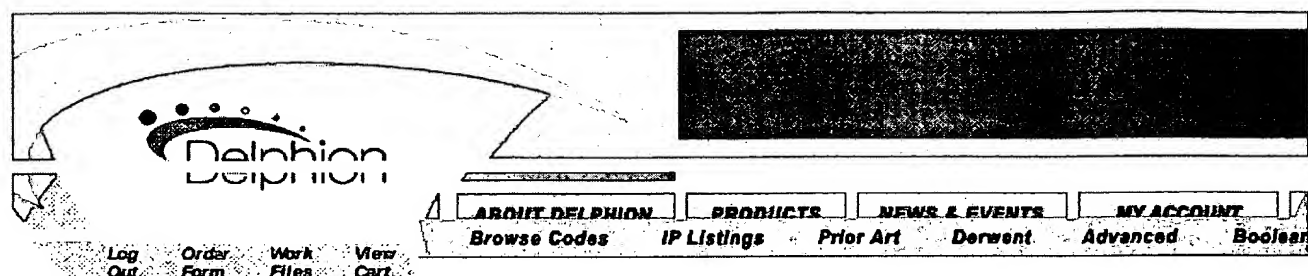 Delphion
ABOUT DELPHION PRODUCTS NEWS & EVENTS MY ACCOUNT
Browse Codes IP Listings Prior Art Derwent Advanced Boolean
Log Out Order Form Work Files View Cart